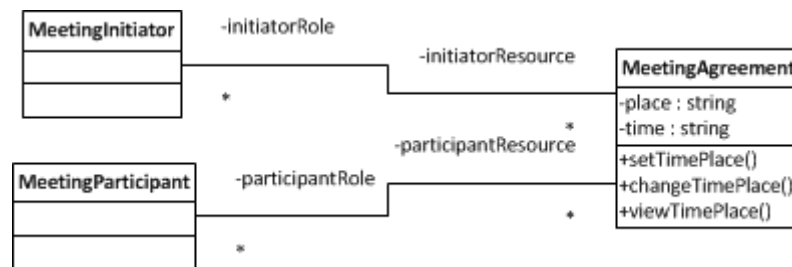 MeetingInitiator
-initiatorRole
-initiatorResource
*
*
MeetingAgreement
-place : string
-time : string
+setTimePlace()
+changeTimePlace()
+viewTimePlace()
MeetingParticipant
-participantRole
-participantResource
*
*